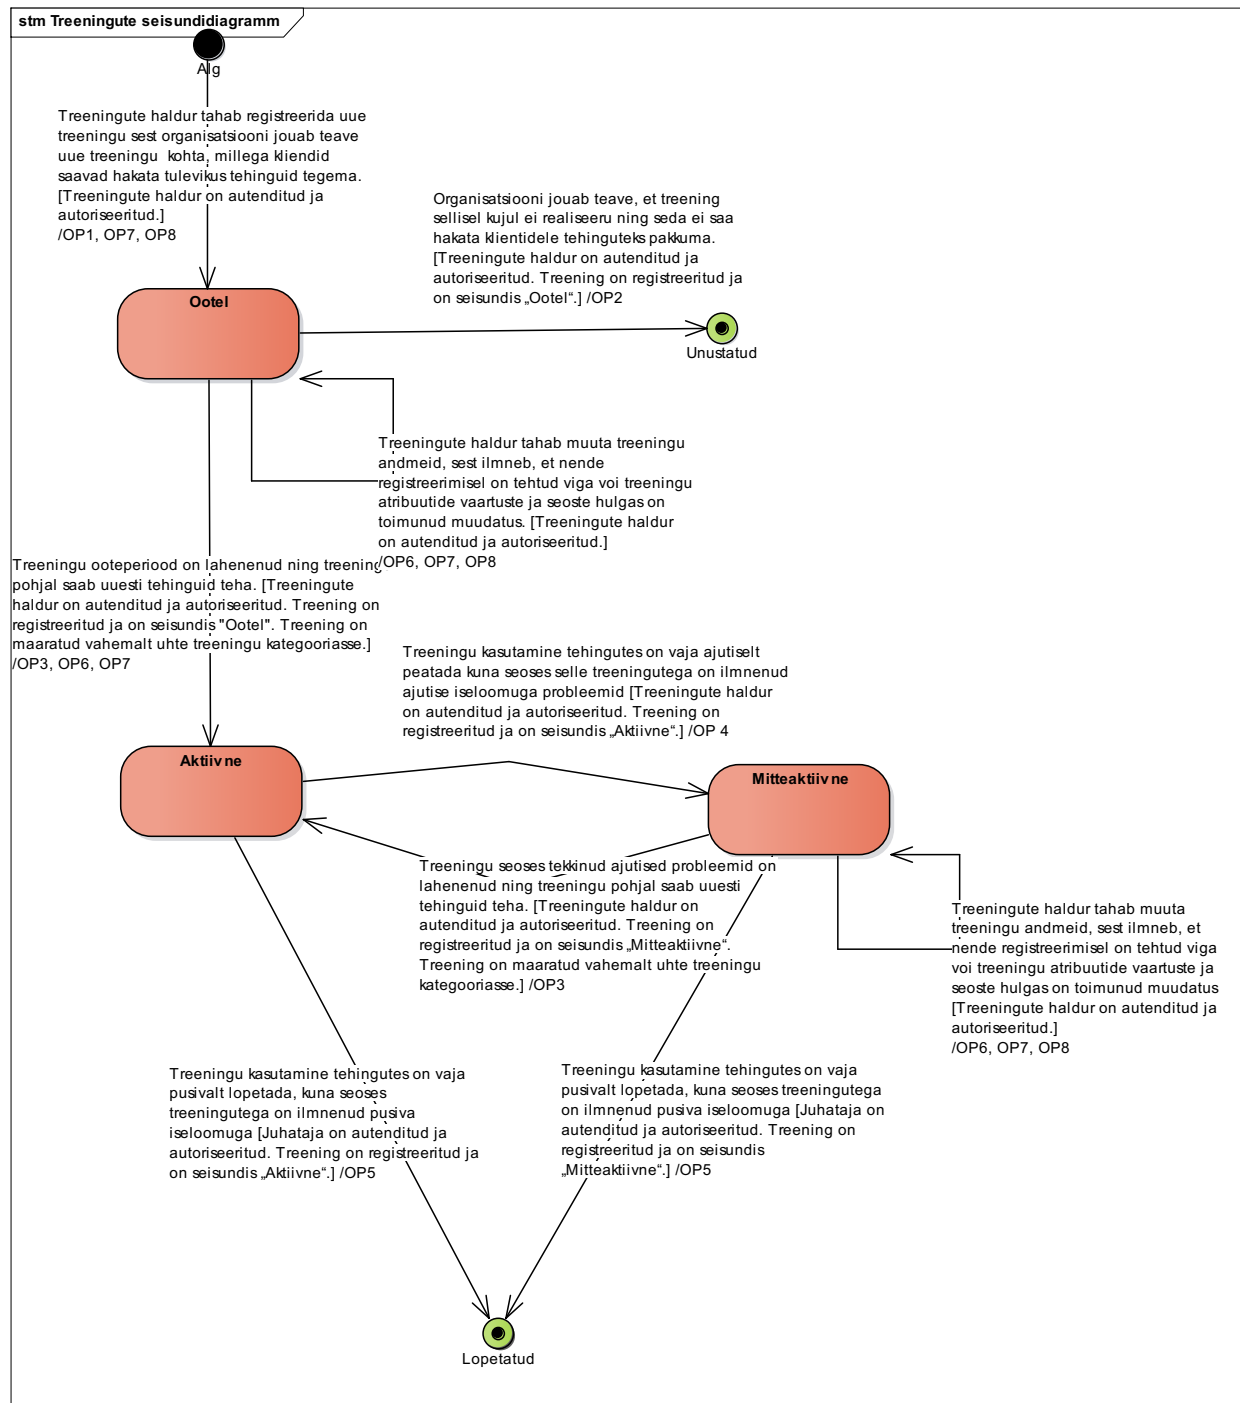 stm Treeningute seisundidiagramm
Alg
Treeningute haldur tahab registreerida uue
treeningu sest organisatsiooni jouab teave
uue treeningu kohta, millega kliendid
saavad hakata tulevikus tehinguid tegema.
[Treeningute haldur on autenditud ja
autoriseeritud.]
/OP1, OP7, OP8
Organisatsiooni jouab teave, et treening
sellisel kujul ei realiseeru ning seda ei saa
hakata klientidele tehinguteks pakkuma.
[Treeningute haldur on autenditud ja
autoriseeritud. Treening on registreeritud ja
on seisundis „Ootel“.] /OP2
Ootel
Unustatud
Treeningute haldur tahab muuta treeningu
andmeid, sest ilmneb, et nende
registreerimisel on tehtud viga voi treeningu
atribuutide vaartuste ja seoste hulgas on
toimunud muudatus. [Treeningute haldur
on autenditud ja autoriseeritud.]
/OP6, OP7, OP8
Treeningu ooteperiood on lahenenud ning treening
pohjal saab uuesti tehinguid teha. [Treeningute
haldur on autenditud ja autoriseeritud. Treening on
registreeritud ja on seisundis "Ootel". Treening on
maaratud vahemalt uhte treeningu kategooriasse.]
/OP3, OP6, OP7
Treeningu kasutamine tehingutes on vaja ajutiselt
peatada kuna seoses selle treeningutega on ilmnenud
ajutise iseloomuga probleemid [Treeningute haldur
on autenditud ja autoriseeritud. Treening on
registreeritud ja on seisundis „Aktiivne“.] /OP 4
Aktiivne
Mitteaktiivne
Treeningu seoses tekkinud ajutised probleemid on
lahenenud ning treeningu pohjal saab uuesti
tehinguid teha. [Treeningute haldur on
autenditud ja autoriseeritud. Treening on
registreeritud ja on seisundis „Mitteaktiivne“.
Treening on maaratud vahemalt uhte treeningu
kategooriasse.] /OP3
Treeningute haldur tahab muuta
treeningu andmeid, sest ilmneb, et
nende registreerimisel on tehtud viga
voi treeningu atribuutide vaartuste ja
seoste hulgas on toimunud muudatus
[Treeningute haldur on autenditud ja
autoriseeritud.]
/OP6, OP7, OP8
Treeningu kasutamine tehingutes on vaja
pusivalt lopetada, kuna seoses
treeningutega on ilmnenud pusiva
iseloomuga [Juhataja on autenditud ja
autoriseeritud. Treening on registreeritud ja
on seisundis „Aktiivne“.] /OP5
Treeningu kasutamine tehingutes on vaja
pusivalt lopetada, kuna seoses treeningutega
on ilmnenud pusiva iseloomuga [Juhataja on
autenditud ja autoriseeritud. Treening on
registreeritud ja on seisundis
„Mitteaktiivne“.] /OP5
Lopetatud